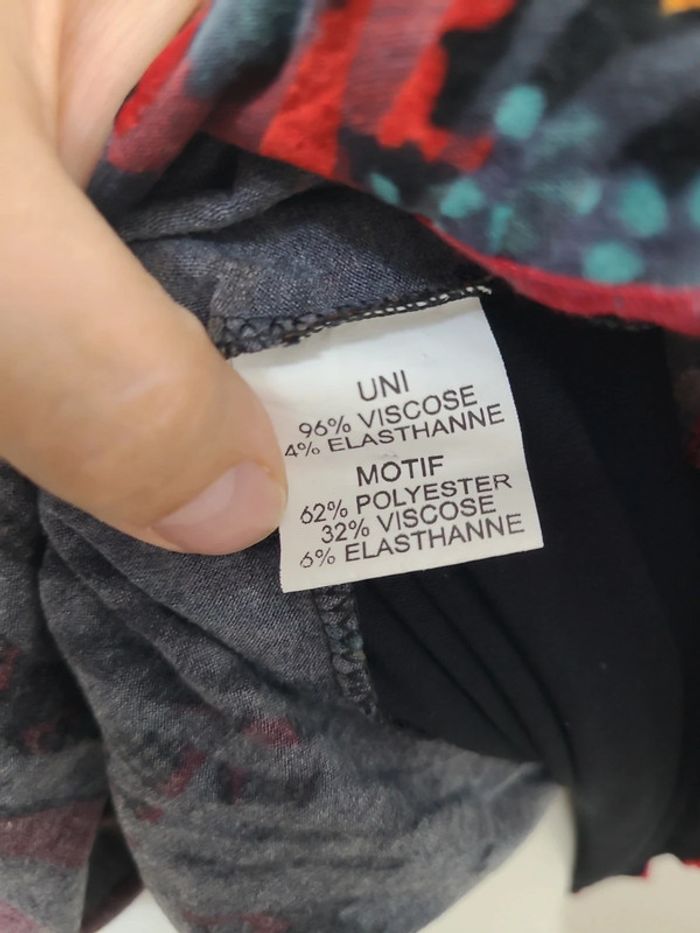 UNI
96% VISCOSE
4% ELASTHANNE
MOTIF
62% POLYESTER
32% VISCOSE
6% ELASTHANNE